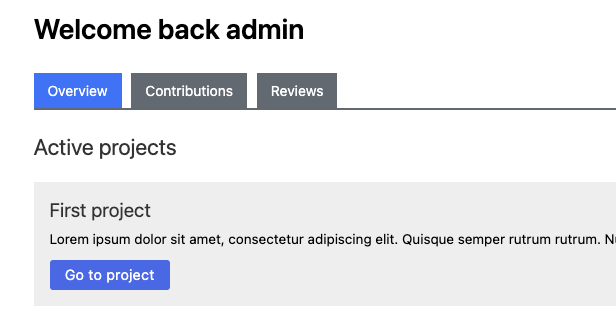 Welcome back admin
Overview Contributions Reviews
Active projects
First project
Lorem ipsum dolor sit amet, consectetur adipiscing elit. Quisque semper rutrum rutrum.
Go to project